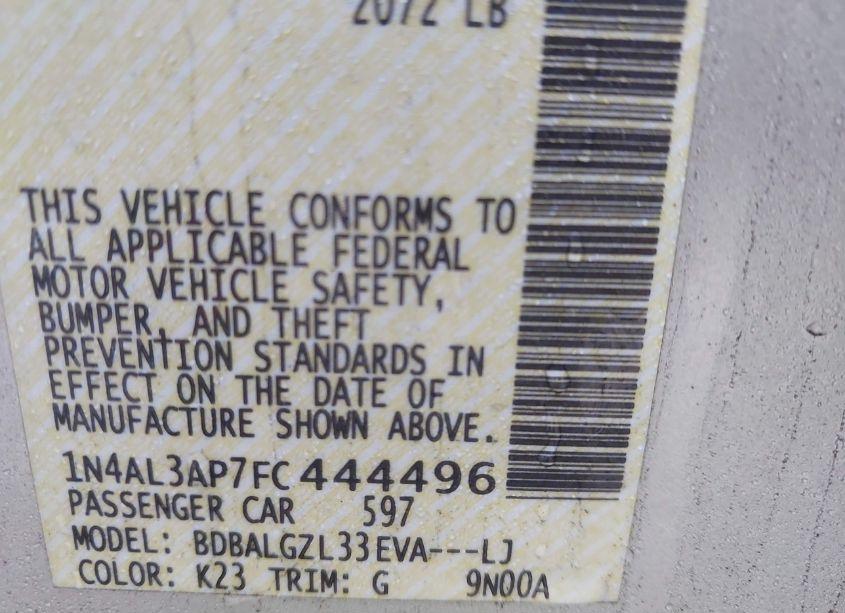 2072 LB
THIS VEHICLE CONFORMS TO
ALL APPLICABLE FEDERAL
MOTOR VEHICLE SAFETY,
BUMPER, AND THEFT
PREVENTION STANDARDS IN
EFFECT ON THE DATE OF
MANUFACTURE SHOWN ABOVE.
1N4AL3AP7FC444496
PASSENGER CAR 597
MODEL: BDBALGZL33EVA---LJ
COLOR: K23 TRIM: G 9N00A